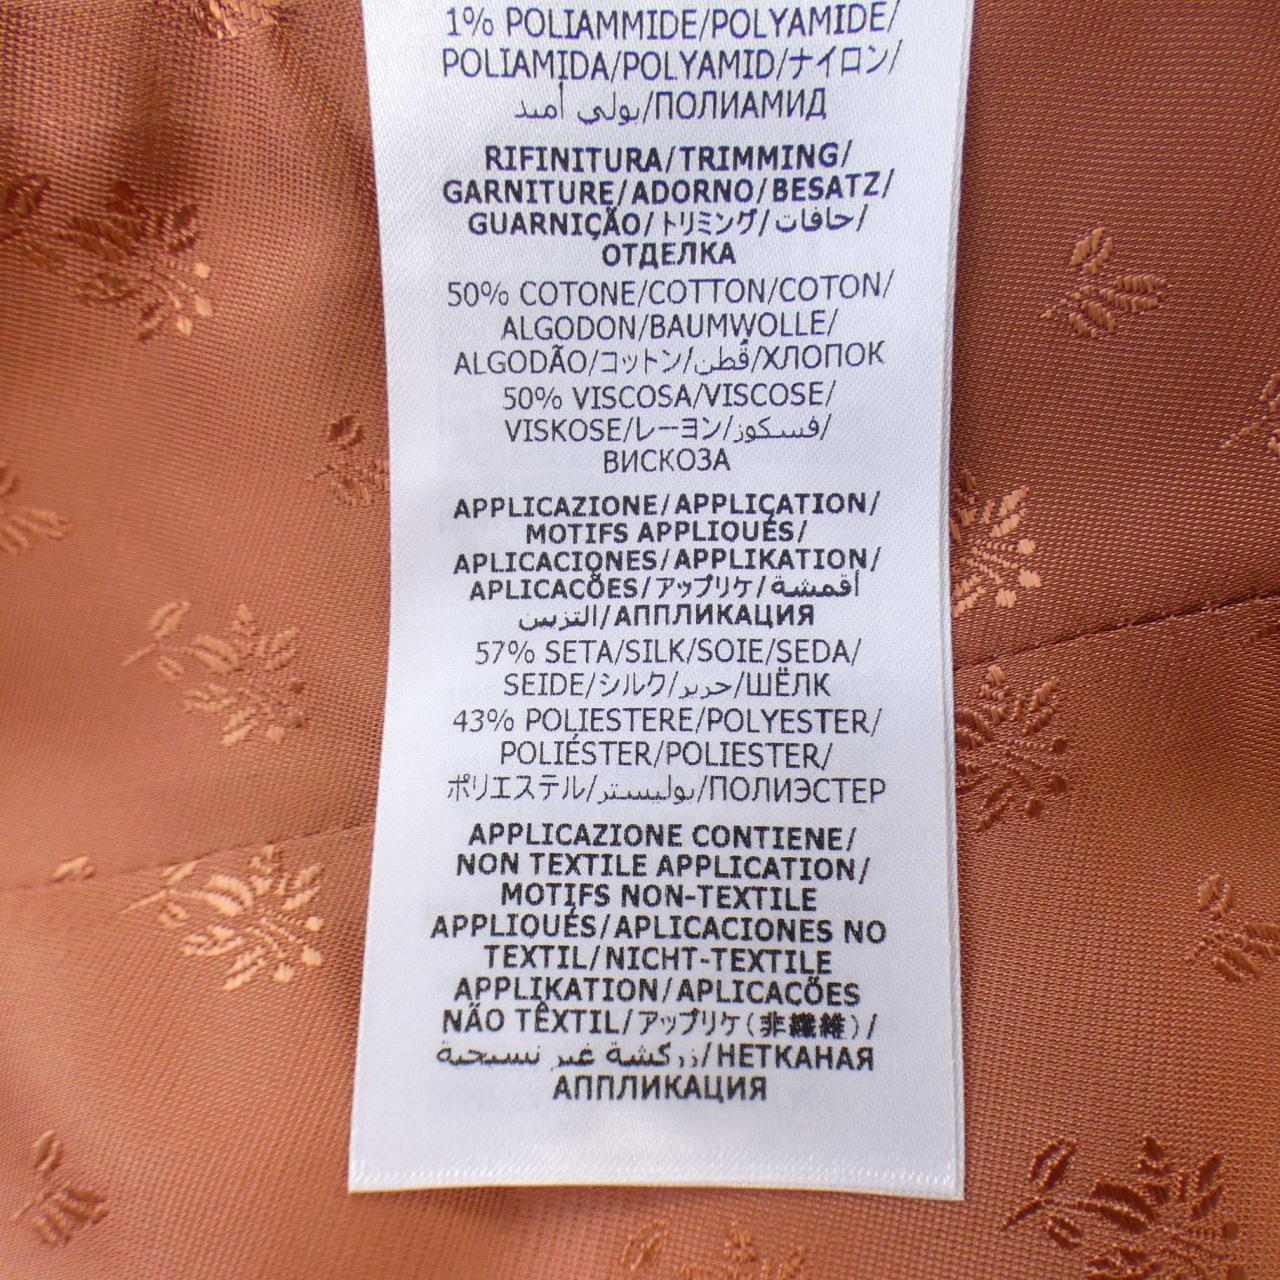 1% POLIAMMIDE/POLYAMIDE/
POLIAMIDA/POLYAMID/ナイロン/
بولي أميد/ПОЛИАМИД
RIFINITURA/TRIMMING/
GARNITURE/ADORNO/BESATZ/
GUARNIÇÃO/トリミング/حافات/
ОТДЕЛКА
50% COTONE/COTTON/COTON/
ALGODON/BAUMWOLLE/
ALGODÃO/コットン/قطن/ХЛОПОК
50% VISCOSA/VISCOSE/
VISKOSE/レーヨン/فسكوز/
ВИСКОЗА
APPLICAZIONE/APPLICATION/
MOTIFS APPLIQUÉS/
APLICACIONES/APPLIKATION/
APLICACÕES/アップリケ/أقمشة
التزيين/АППЛИКАЦИЯ
57% SETA/SILK/SOIE/SEDA/
SEIDE/シルク/حرير/ШЁЛК
43% POLIESTERE/POLYESTER/
POLIÉSTER/POLIESTER/
ポリエステル/بوليستر/ПОЛИЭСТЕР
APPLICAZIONE CONTIENE/
NON TEXTILE APPLICATION/
MOTIFS NON-TEXTILE
APPLIQUÉS/APLICACIONES NO
TEXTIL/NICHT-TEXTILE
APPLIKATION/APLICAÇÕES
NÃO TÊXTIL/アップリケ(非繊維)/
زركشة غير نسيجية/НЕТКАНАЯ
АППЛИКАЦИЯ